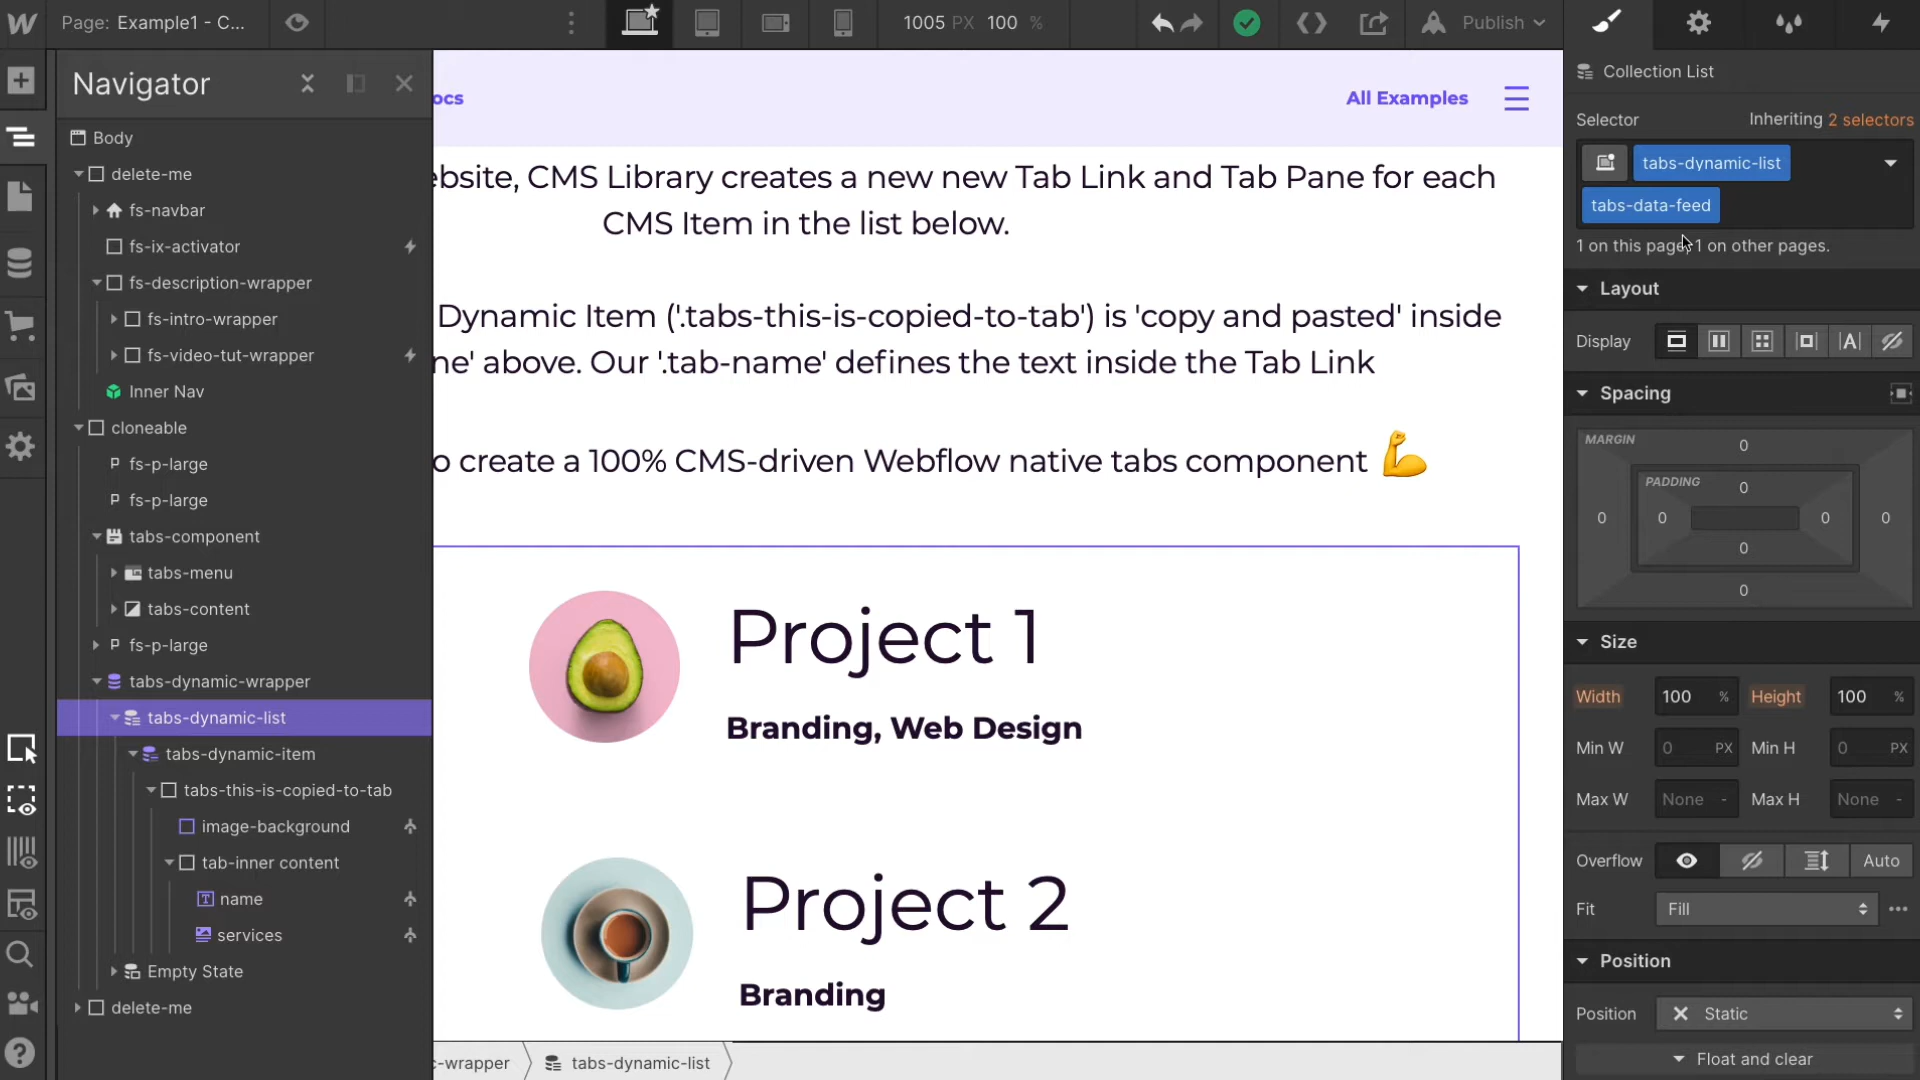 Page: Example1 - C...
1005 PX 100 %
Publish
Navigator
Body
delete-me
fs-navbar
fs-ix-activator
fs-description-wrapper
fs-intro-wrapper
fs-video-tut-wrapper
Inner Nav
cloneable
fs-p-large
fs-p-large
tabs-component
tabs-menu
tabs-content
fs-p-large
tabs-dynamic-wrapper
tabs-dynamic-list
tabs-dynamic-item
tabs-this-is-copied-to-tab
image-background
tab-inner content
name
services
Empty State
delete-me
ocs
All Examples
ebsite, CMS Library creates a new new Tab Link and Tab Pane for each
CMS Item in the list below.
Dynamic Item ('.tabs-this-is-copied-to-tab') is 'copy and pasted' inside
ne' above. Our '.tab-name' defines the text inside the Tab Link
o create a 100% CMS-driven Webflow native tabs component 💪
Project 1
Branding, Web Design
Project 2
Branding
c-wrapper
tabs-dynamic-list
Collection List
Selector
Inheriting 2 selectors
tabs-dynamic-list
tabs-data-feed
1 on this page, 1 on other pages.
Layout
Display
Spacing
MARGIN
0
PADDING
0
0 0 0 0
0
0
Size
Width 100 % Height 100 %
Min W 0 PX Min H 0 PX
Max W None - Max H None -
Overflow Auto
Fit Fill
Position
Position Static
Float and clear